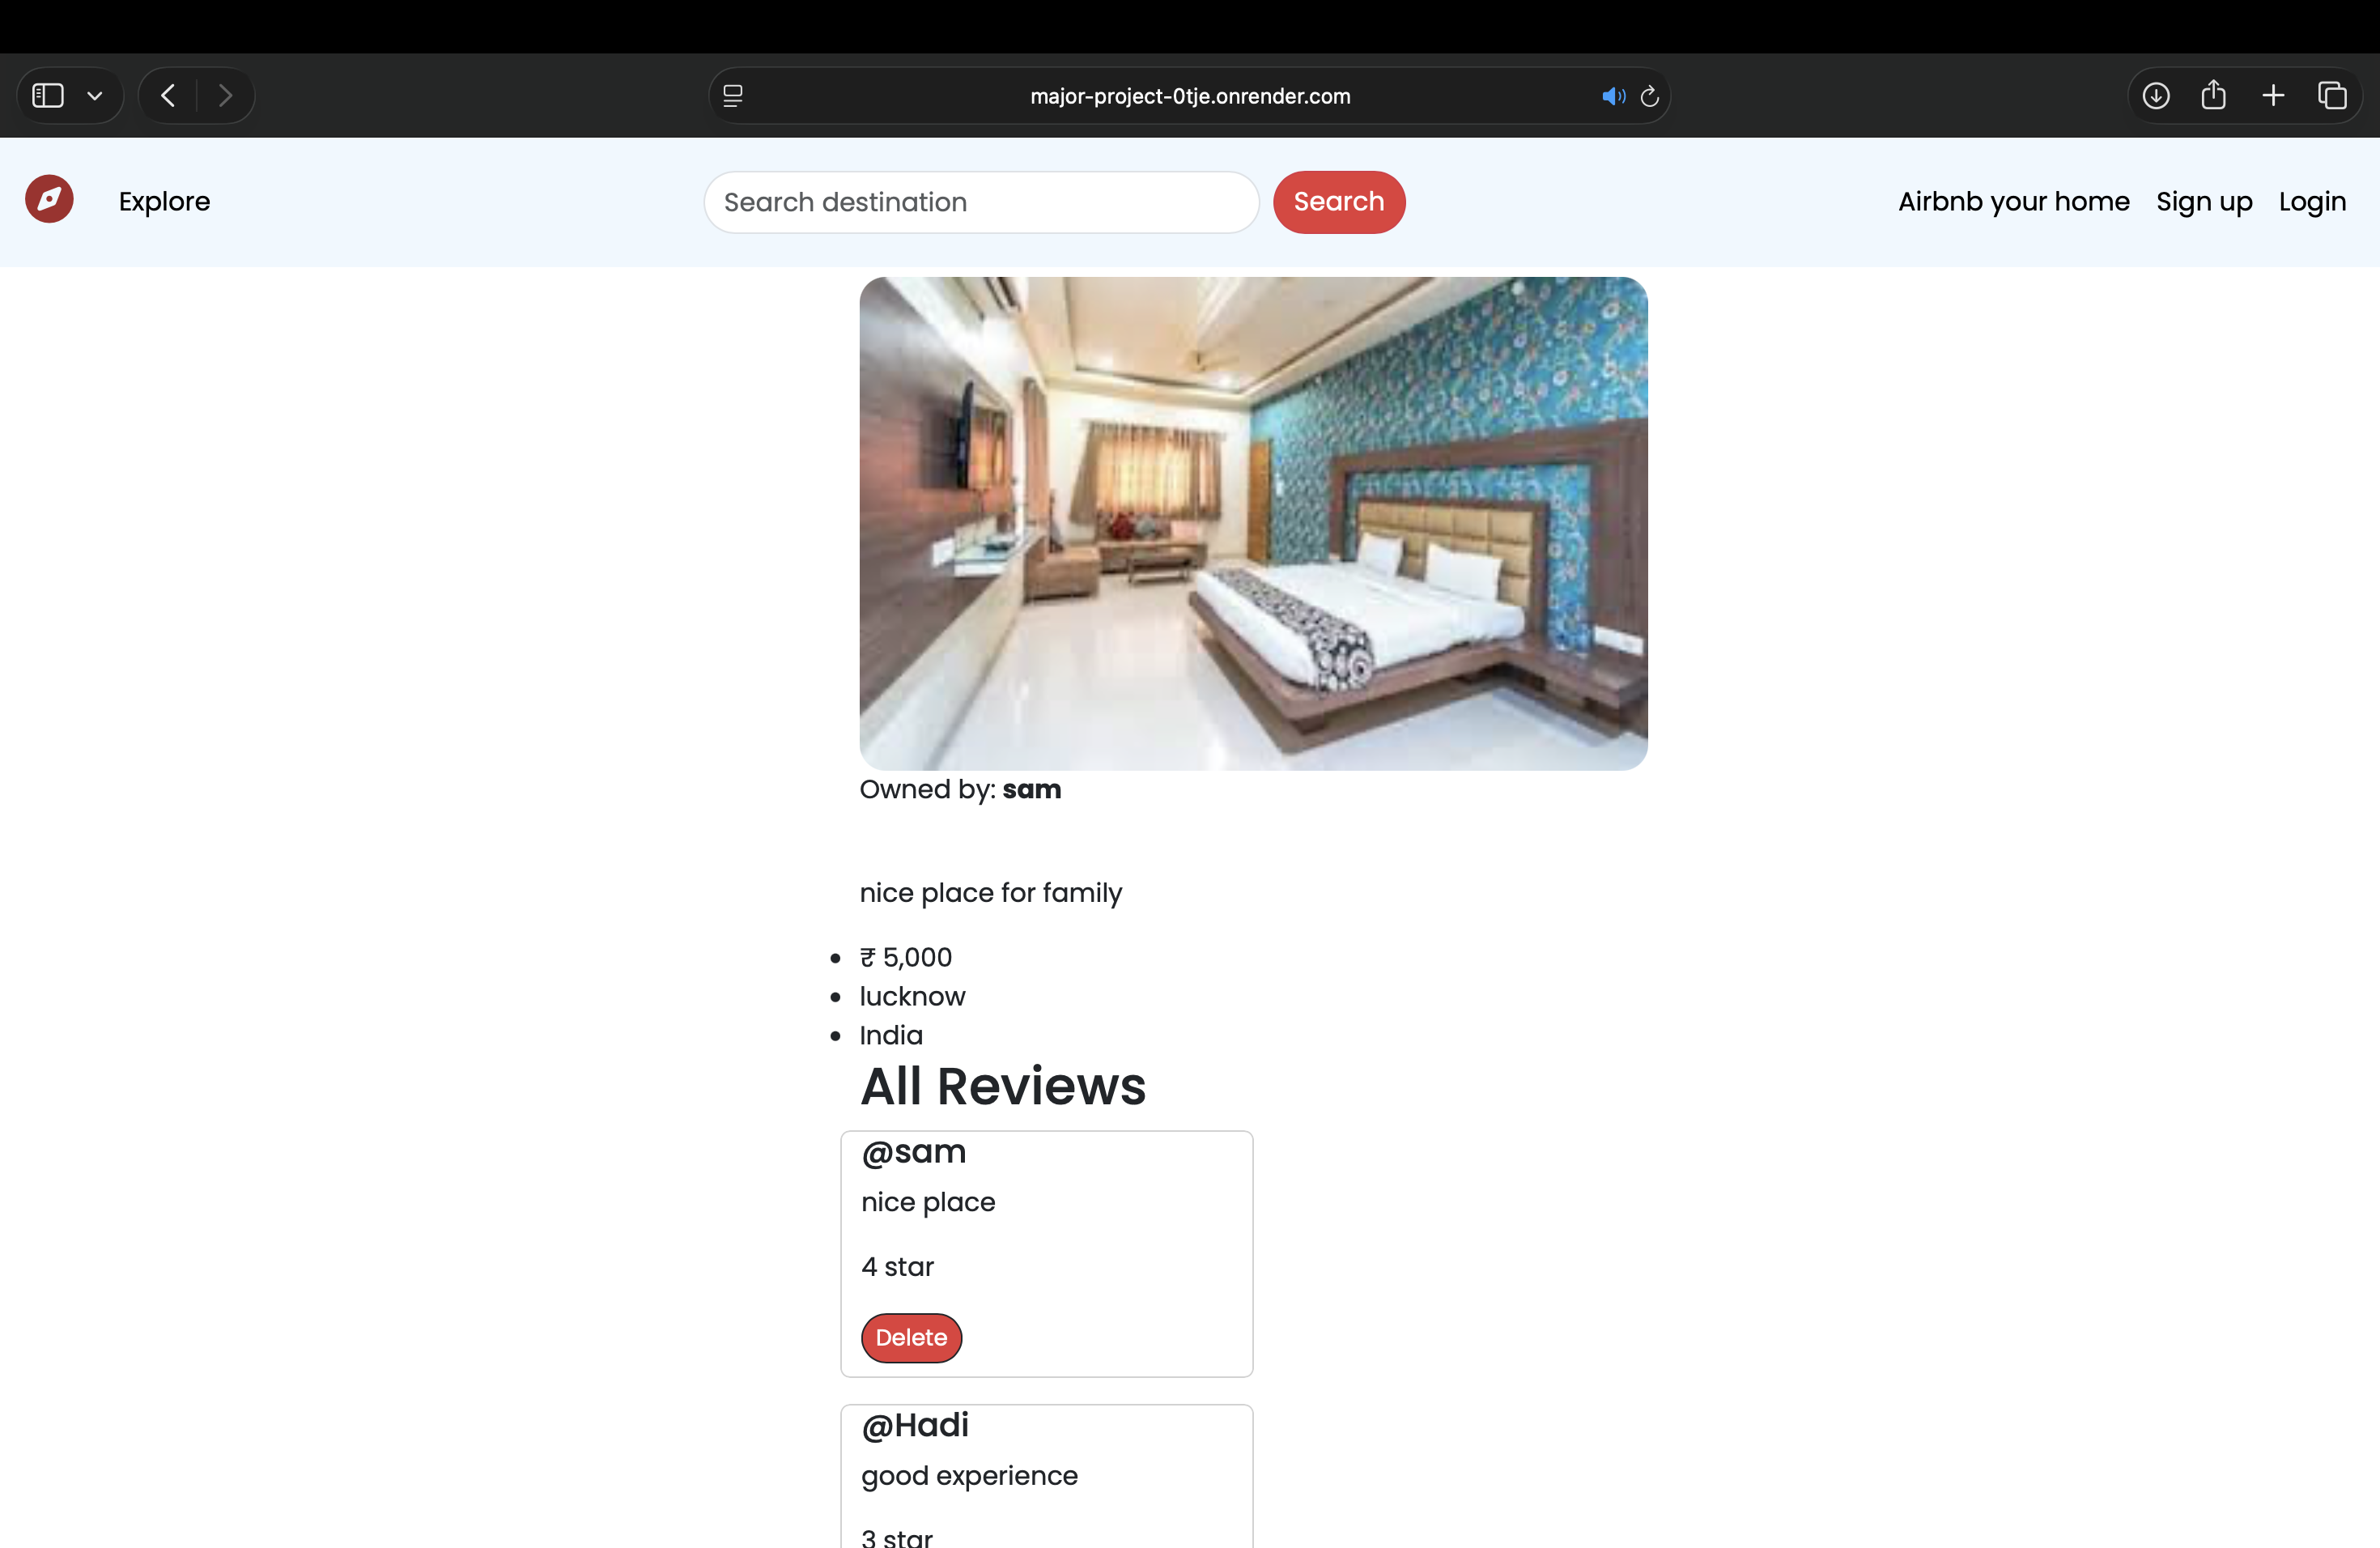 major-project-0tje.onrender.com
Explore
Search destination
Search
Airbnb your home
Sign up
Login
Owned by: sam
nice place for family
₹ 5,000
lucknow
India
All Reviews
@sam
nice place
4 star
Delete
@Hadi
good experience
3 star